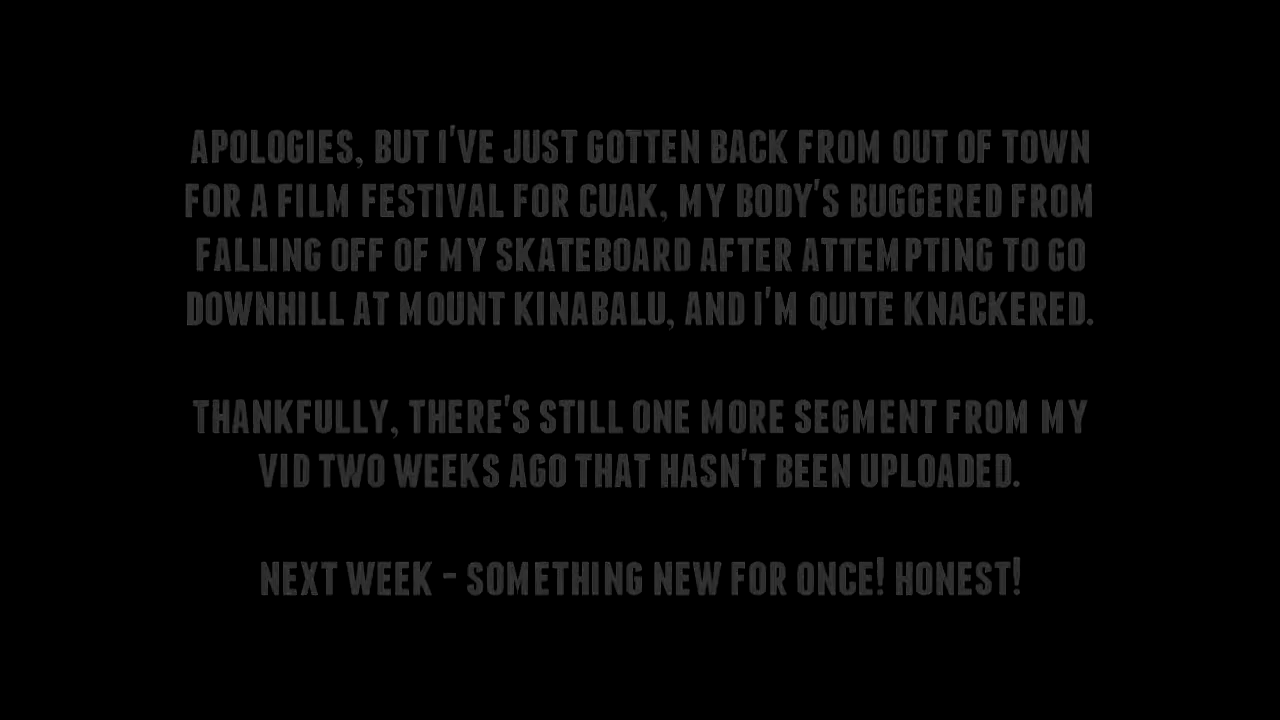 APOLOGIES, BUT I'VE JUST GOTTEN BACK FROM OUT OF TOWN
FOR A FILM FESTIVAL FOR CUAK, MY BODY'S BUGGERED FROM
FALLING OFF OF MY SKATEBOARD AFTER ATTEMPTING TO GO
DOWNHILL AT MOUNT KINABALU, AND I'M QUITE KNACKERED.
THANKFULLY, THERE'S STILL ONE MORE SEGMENT FROM MY
VID TWO WEEKS AGO THAT HASN'T BEEN UPLOADED.
NEXT WEEK - SOMETHING NEW FOR ONCE! HONEST!